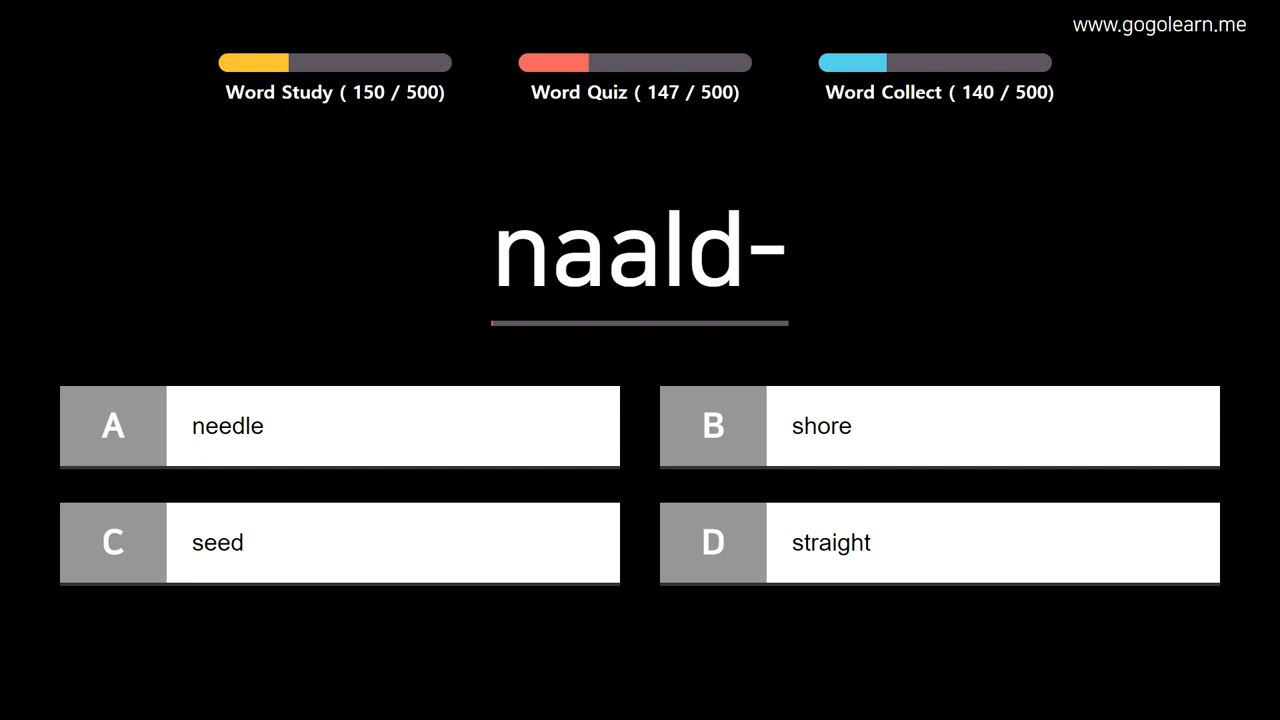 www.gogolearn.me
Word Study ( 150 / 500)
Word Quiz ( 147 / 500)
Word Collect ( 140 / 500)
naald-
A needle
B shore
C seed
D straight